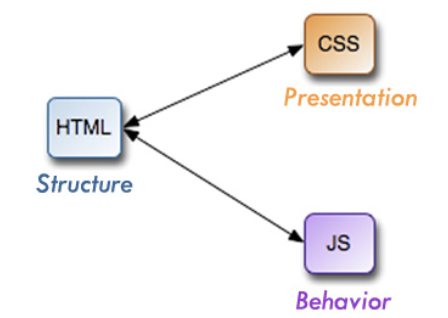 CSS
Presentation
HTML
Structure
JS
Behavior